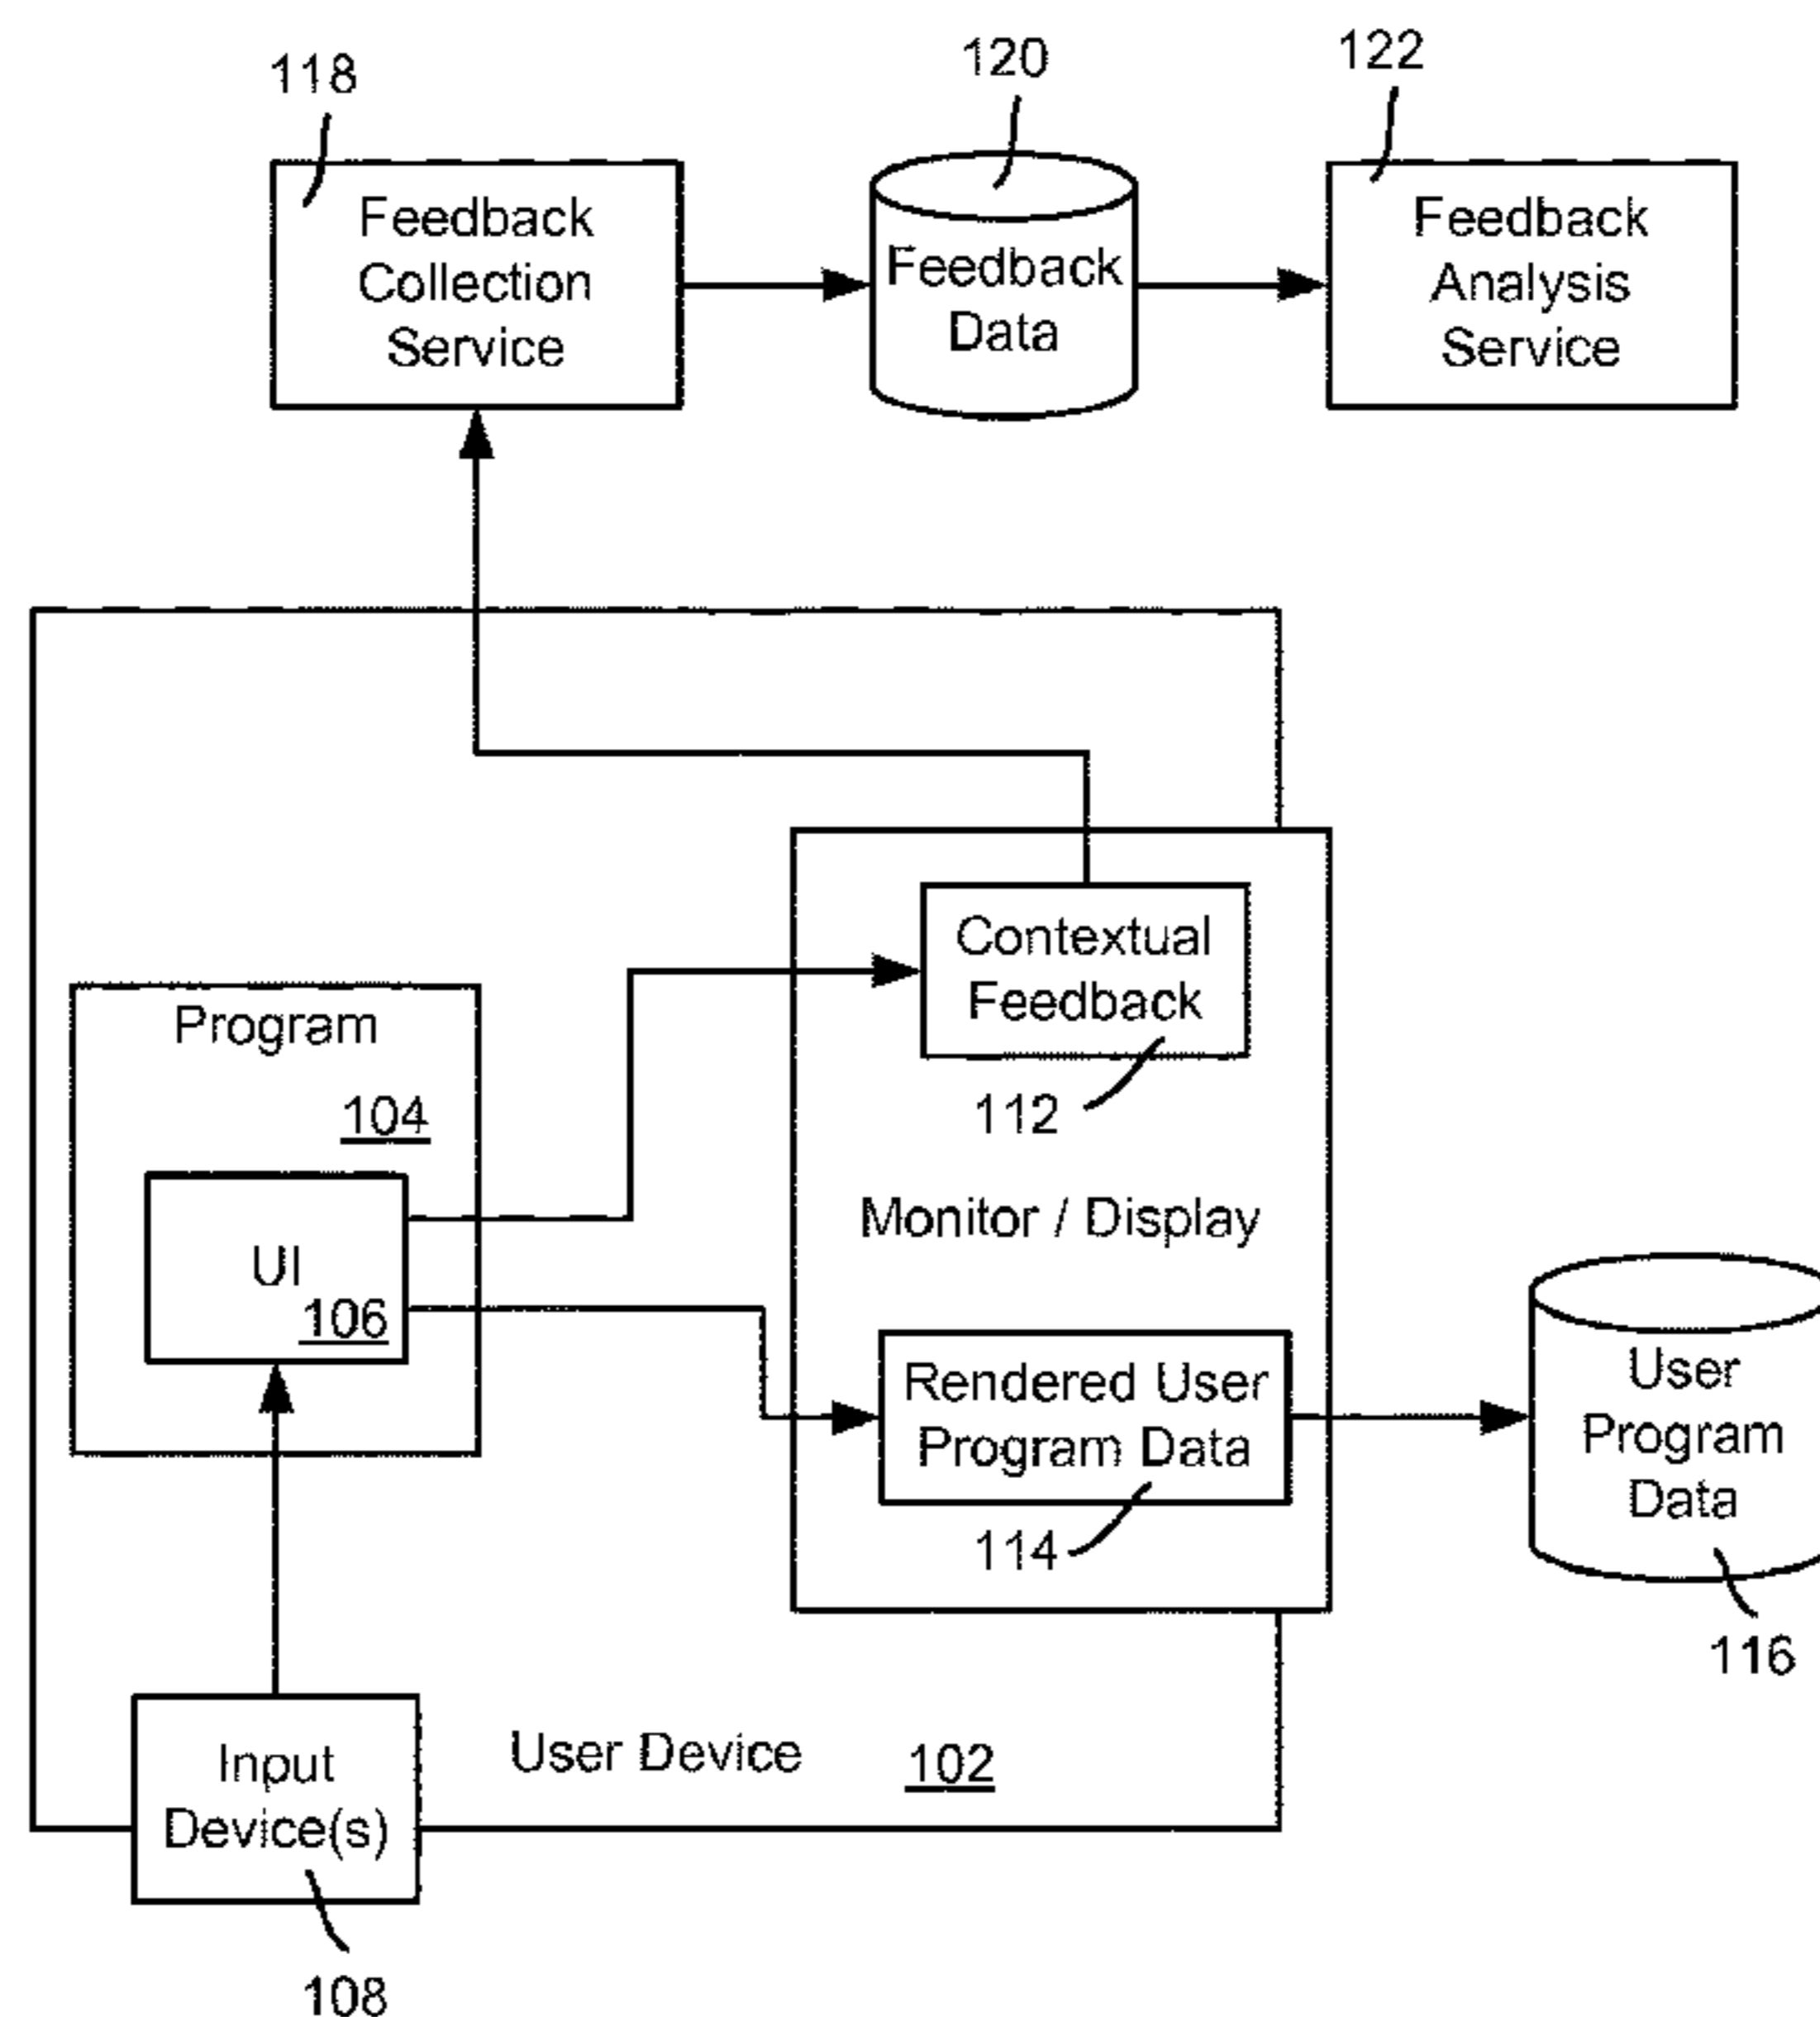 118
120
122
Feedback
Collection
Service
Feedback
Data
Feedback
Analysis
Service
Contextual
Feedback
112
Program
104
UI
106
Monitor / Display
Rendered User
Program Data
114
User
Program
Data
116
User Device 102
Input
Device(s)
108